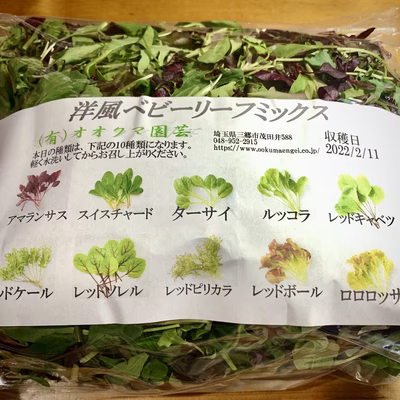 洋風ベビーリーフミックス
(有)オオクマ園芸
埼玉県三郷市茂田井588
048-952-2915
https://www.ookumaengei.co.jp/
収穫日
2022/2/11
本日の種類は、下記の10種類になります。
軽く水洗いしてからお召し上がりください。
アマランサス スイスチャード ターサイ ルッコラ レッドキャベツ
ッドケール レッドソレル レッドピリカラ レッドボール ロロロッサ